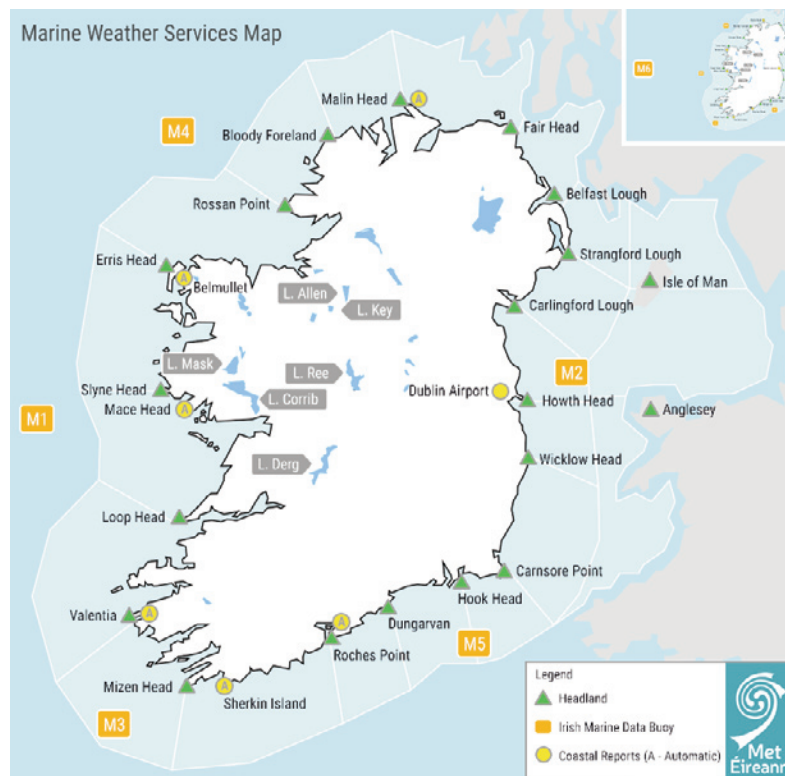 Marine Weather Services Map
M6
Malin Head
A
M4
Bloody Foreland
Fair Head
Rossan Point
Belfast Lough
Erris Head
Strangford Lough
A
Belmullet
L. Allen
Isle of Man
L. Key
Carlingford Lough
L. Mask
L. Ree
M2
Slyne Head
Dublin Airport
L. Corrib
Howth Head
Mace Head
A
Anglesey
M1
L. Derg
Wicklow Head
Loop Head
Carnsore Point
Hook Head
Valentia
A
Dungarvan
A
M5
Roches Point
Mizen Head
A
Sherkin Island
M3
Legend
Headland
Irish Marine Data Buoy
Coastal Reports (A - Automatic)
Met
Éireann